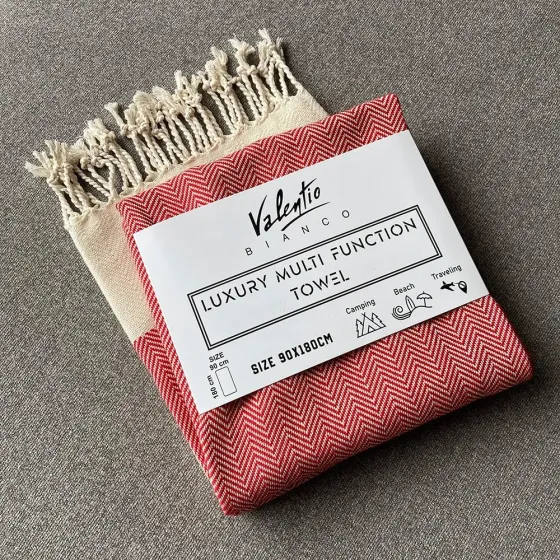 Valentio
BIANCO
LUXURY MULTI FUNCTION
TOWEL
Camping
Beach
Traveling
SIZE
90 cm
180 cm
SIZE 90X180CM